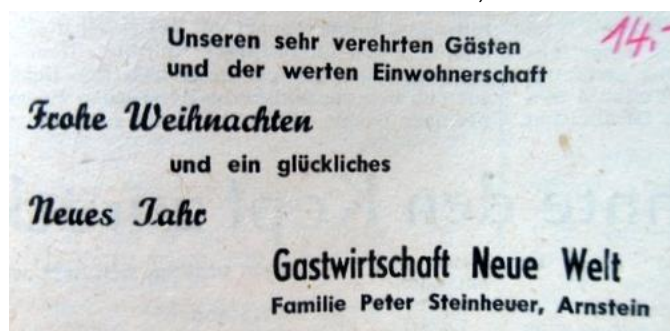 Unseren sehr verehrten Gästen 14.-
und der werten Einwohnerschaft
Frohe Weihnachten
und ein glückliches
Neues Jahr
Gastwirtschaft Neue Welt
Familie Peter Steinheuer, Arnstein